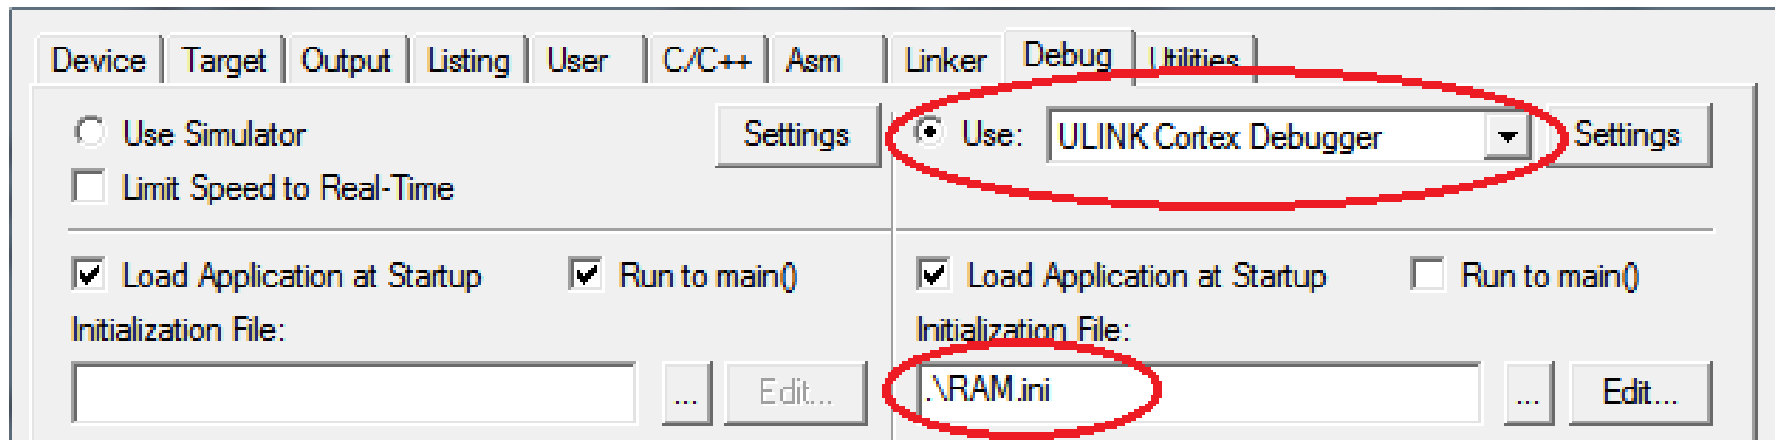 Device Target Output Listing User C/C++ Asm Linker Debug Utilities
Use Simulator Settings Use: ULINK Cortex Debugger Settings
Limit Speed to Real-Time
Load Application at Startup Run to main() Load Application at Startup Run to main()
Initialization File: Initialization File:
... Edit... .\RAM.ini ... Edit...